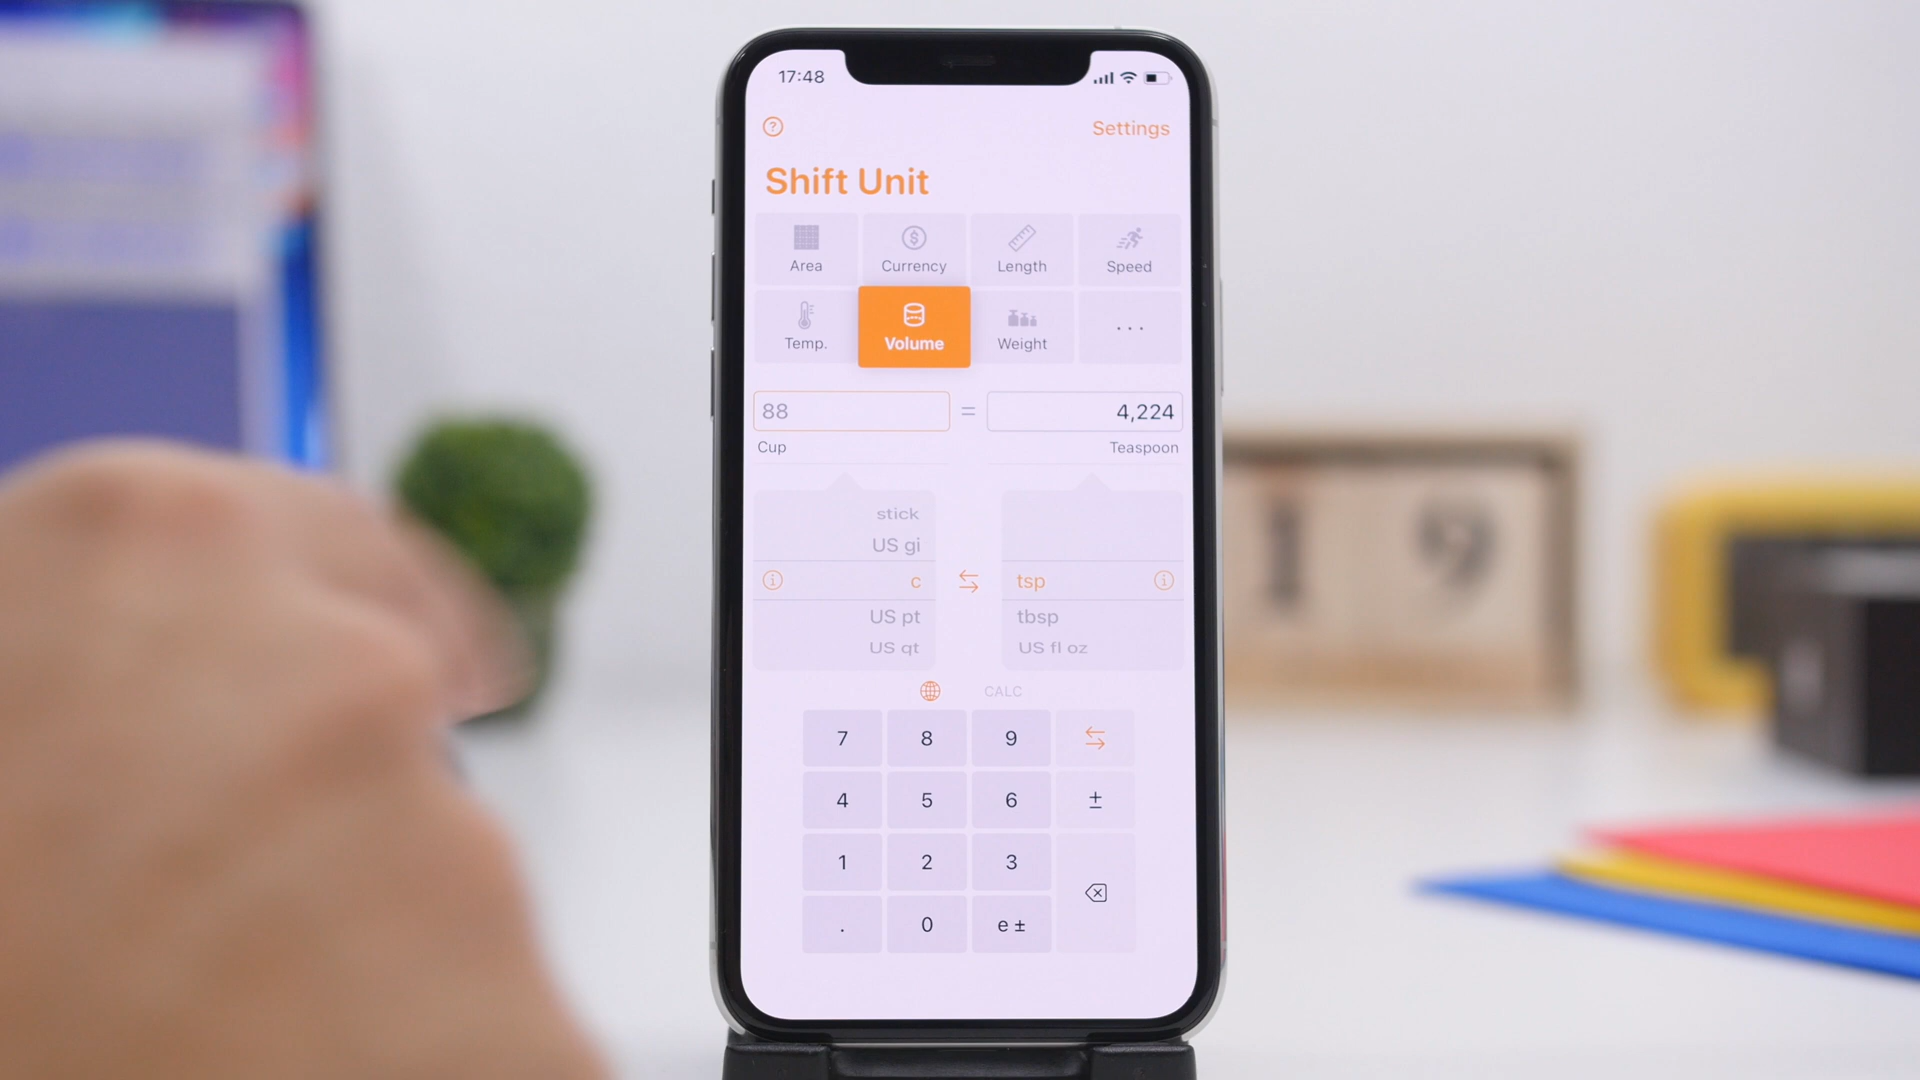 17:48
?
Settings
Shift Unit
Area
Currency
Length
Speed
Temp.
Volume
Weight
...
88
=
4,224
Cup
Teaspoon
stick
US gi
c
tsp
US pt
tbsp
US qt
US fl oz
CALC
7 8 9
4 5 6 ±
1 2 3
. 0 e ±
19